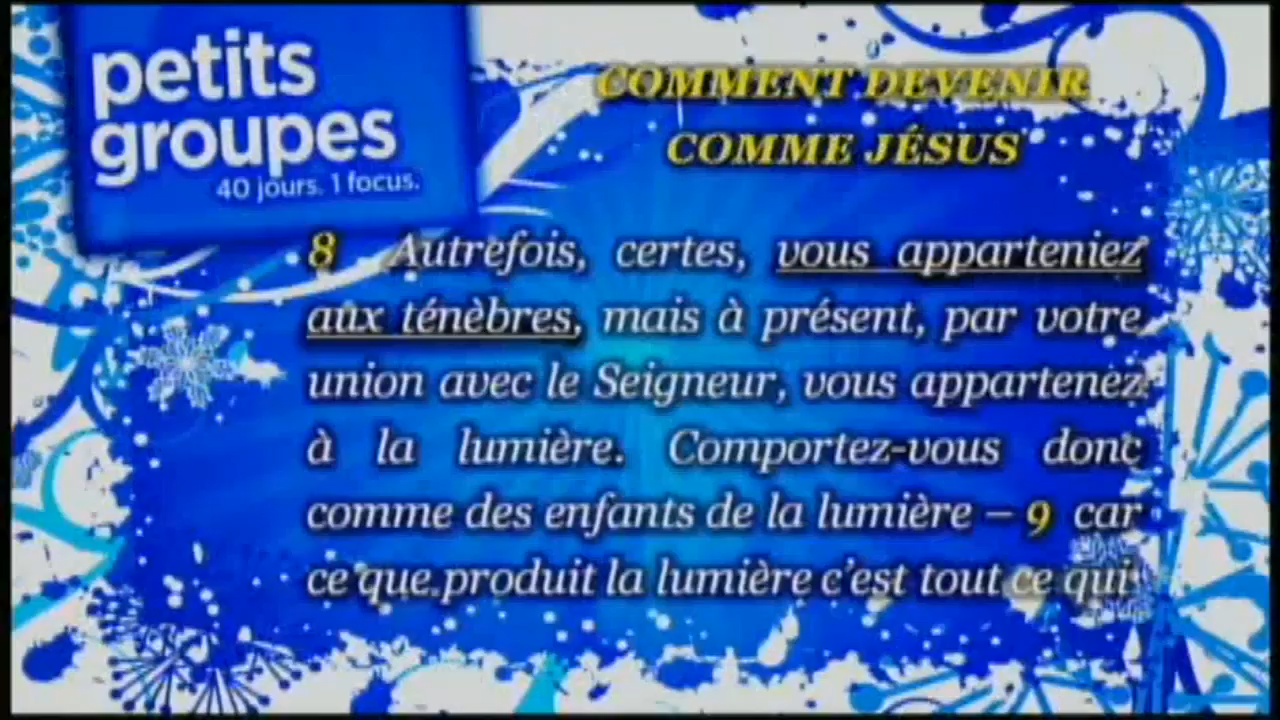 petits
groupes
40 jours. 1 focus.
COMMENT DEVENIR
COMME JÉSUS
8 Autrefois, certes, vous apparteniez
aux ténèbres, mais à présent, par votre
union avec le Seigneur, vous appartenez
à la lumière. Comportez-vous donc
comme des enfants de la lumière – 9 car
ce que produit la lumière c'est tout ce qui